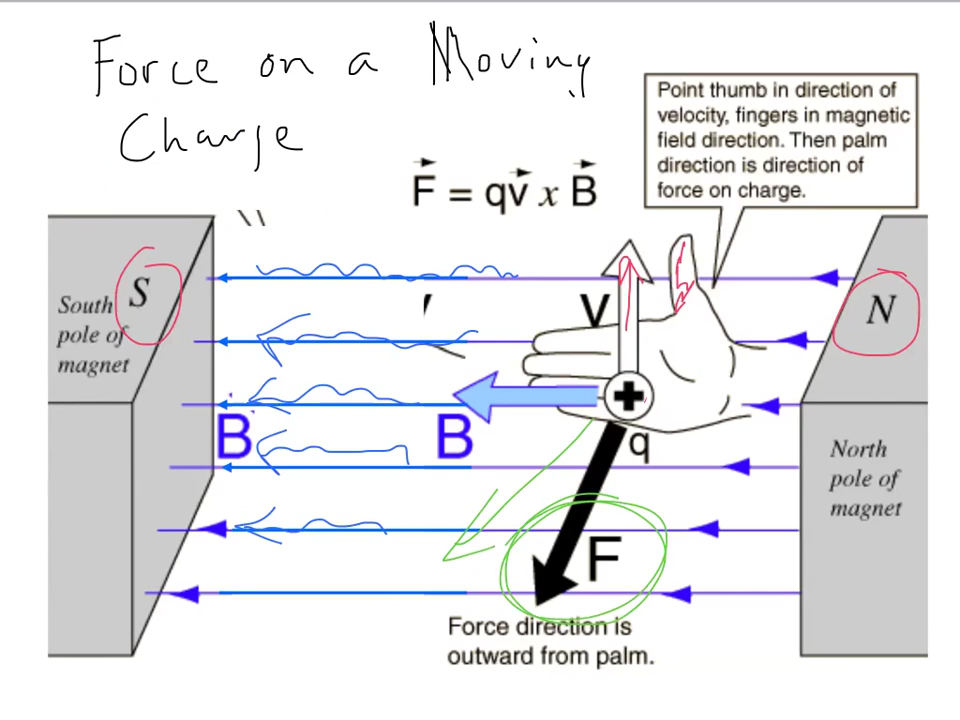 Force on a Moving
Charge
Point thumb in direction of
velocity, fingers in magnetic
field direction. Then palm
direction is direction of
force on charge.
F = qv x B
S
South
pole of
magnet
V
N
B
B
q
North
pole of
magnet
F
Force direction is
outward from palm.